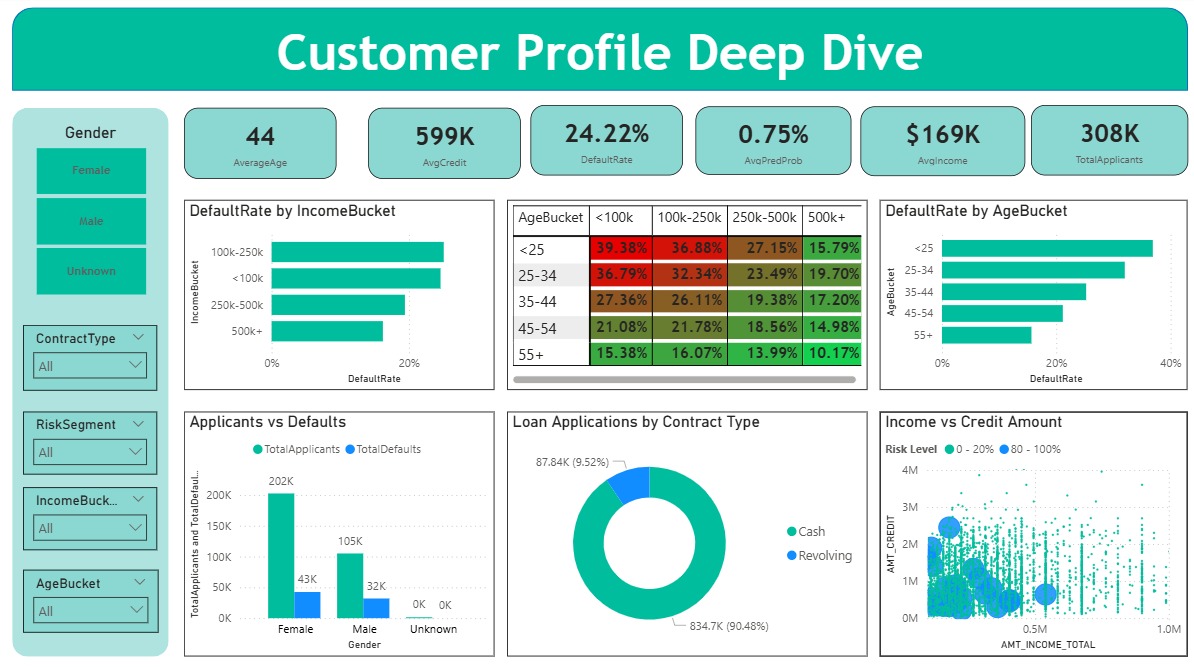 Customer Profile Deep Dive
Gender
Female
Male
Unknown
ContractType
All
RiskSegment
All
IncomeBuck...
All
AgeBucket
All
44
AverageAge
599K
AvgCredit
24.22%
DefaultRate
0.75%
AvgPredProb
$169K
AvgIncome
308K
TotalApplicants
DefaultRate by IncomeBucket
IncomeBucket
100k-250k
<100k
250k-500k
500k+
0% 20%
DefaultRate
AgeBucket <100k 100k-250k 250k-500k 500k+
<25 39.38% 36.88% 27.15% 15.79%
25-34 36.79% 32.34% 23.49% 19.70%
35-44 27.36% 26.11% 19.38% 17.20%
45-54 21.08% 21.78% 18.56% 14.98%
55+ 15.38% 16.07% 13.99% 10.17%
DefaultRate by AgeBucket
AgeBucket
<25
25-34
35-44
45-54
55+
0% 20% 40%
DefaultRate
Applicants vs Defaults
TotalApplicants TotalDefaults
TotalApplicants and TotalDefaul...
200K
150K
100K
50K
0K
202K
43K
105K
32K
0K 0K
Female Male Unknown
Gender
Loan Applications by Contract Type
87.84K (9.52%)
834.7K (90.48%)
Cash
Revolving
Income vs Credit Amount
Risk Level 0 - 20% 80 - 100%
AMT_CREDIT
4M
3M
2M
1M
0M
0.5M 1.0M
AMT_INCOME_TOTAL